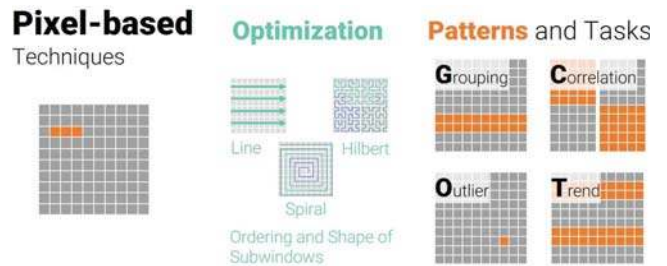 Pixel-based
Techniques
Optimization
Line
Hilbert
Spiral
Ordering and Shape of
Subwindows
Patterns and Tasks
Grouping
Correlation
Outlier
Trend